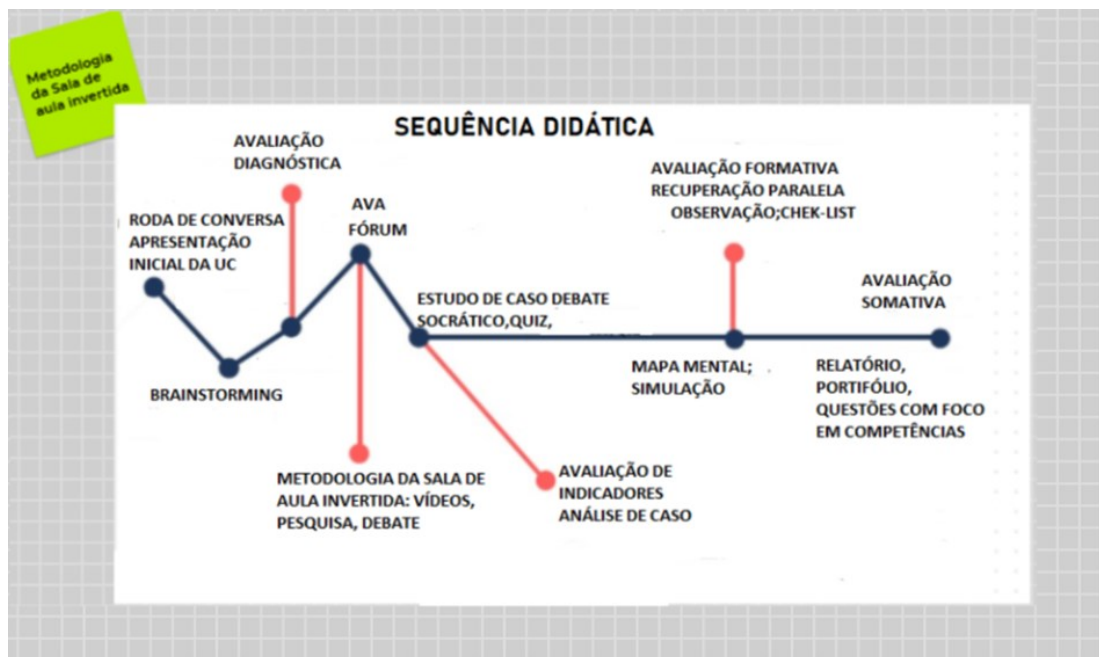 Metodologia
da Sala de
aula invertida
SEQUÊNCIA DIDÁTICA
AVALIAÇÃO
DIAGNÓSTICA
RODA DE CONVERSA
APRESENTAÇÃO
INICIAL DA UC
BRAINSTORMING
AVA
FÓRUM
METODOLOGIA DA SALA DE
AULA INVERTIDA: VÍDEOS,
PESQUISA, DEBATE
ESTUDO DE CASO DEBATE
SOCRÁTICO,QUIZ,
AVALIAÇÃO DE
INDICADORES
ANÁLISE DE CASO
AVALIAÇÃO FORMATIVA
RECUPERAÇÃO PARALELA
OBSERVAÇÃO;CHEK-LIST
MAPA MENTAL;
SIMULAÇÃO
AVALIAÇÃO
SOMATIVA
RELATÓRIO,
PORTIFÓLIO,
QUESTÕES COM FOCO
EM COMPETÊNCIAS